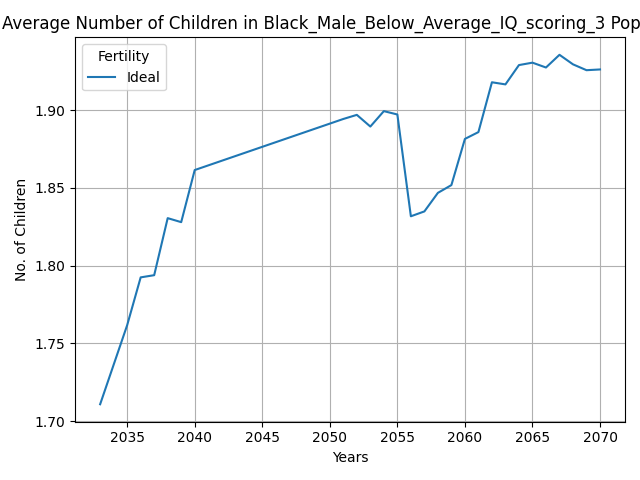 Average Number of Children in Black_Male_Below_Average_IQ_scoring_3 Pop
Fertility
Ideal
No. of Children
1.90
1.85
1.80
1.75
1.70
2035 2040 2045 2050 2055 2060 2065 2070
Years